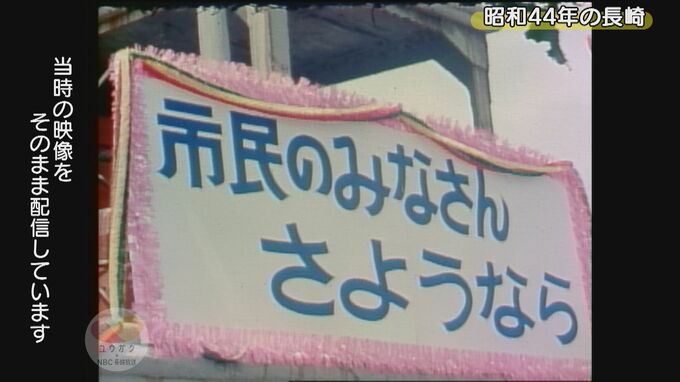 昭和44年の長崎
当時の映像を
そのまま配信しています
市民のみなさん
さようなら
ユウガク
NBC長崎放送